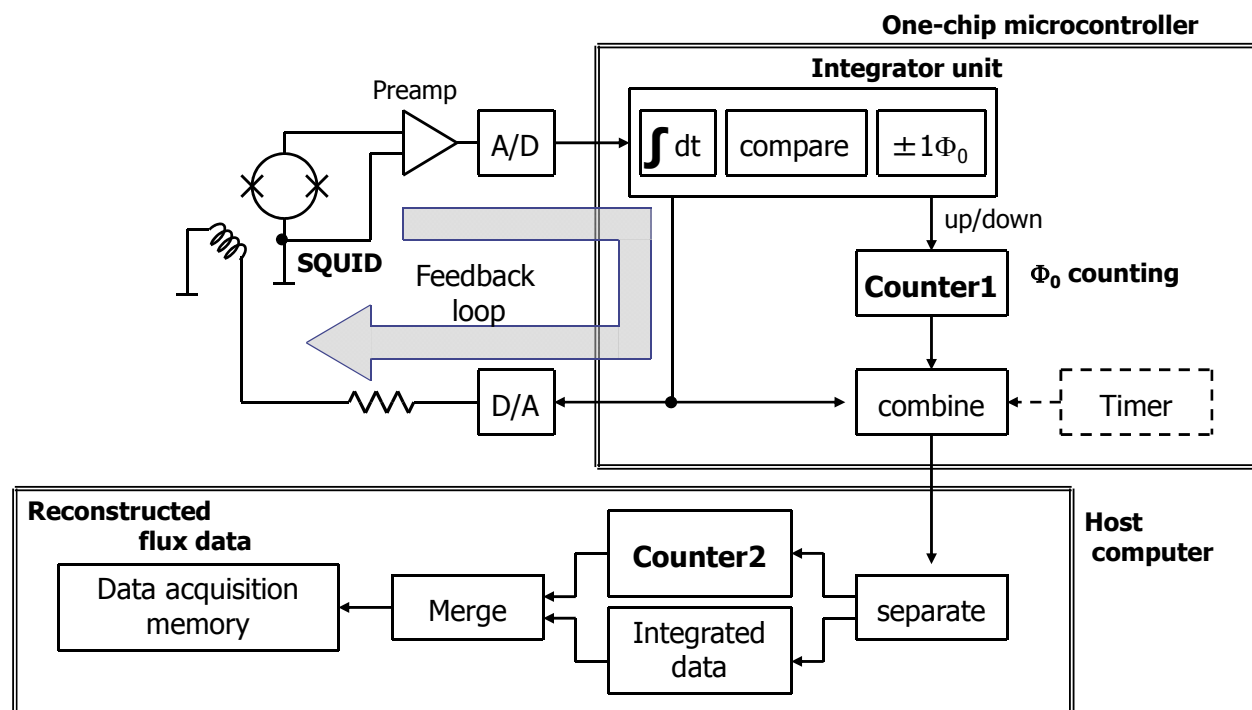 One-chip microcontroller
Integrator unit
Preamp
A/D
∫ dt
compare
±1Φ₀
up/down
SQUID
Feedback
loop
Counter1
Φ₀ counting
D/A
combine
Timer
Reconstructed
flux data
Host
computer
Counter2
Data acquisition
memory
Merge
separate
Integrated
data